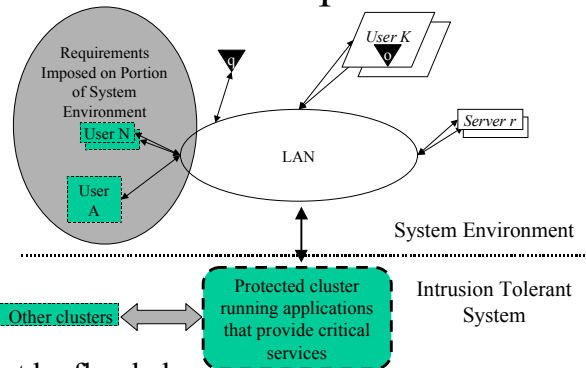 Requirements
Imposed on Portion
of System
Environment
User N
User
A
q
User K
o
Server r
LAN
System Environment
Protected cluster
running applications
that provide critical
services
Other clusters
Intrusion Tolerant
System